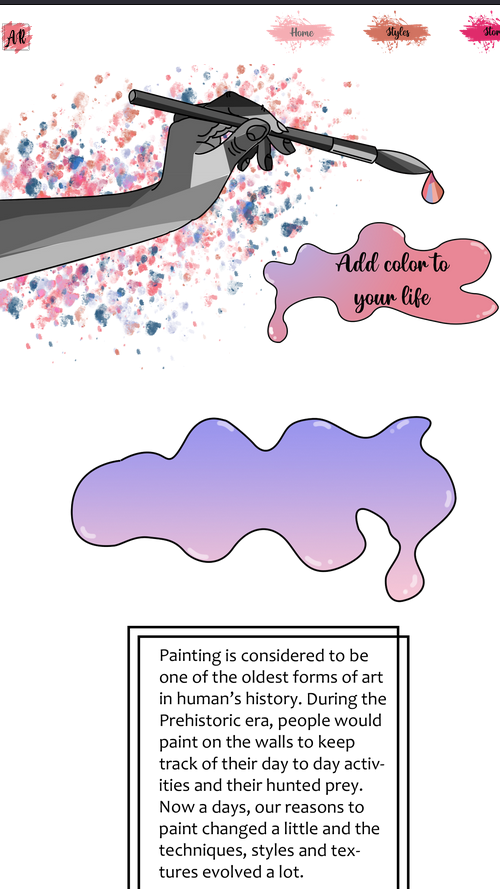 AR
Home
Styles
Add color to
your life
Painting is considered to be
one of the oldest forms of art
in human's history. During the
Prehistoric era, people would
paint on the walls to keep
track of their day to day activ-
ities and their hunted prey.
Now a days, our reasons to
paint changed a little and the
techniques, styles and tex-
tures evolved a lot.